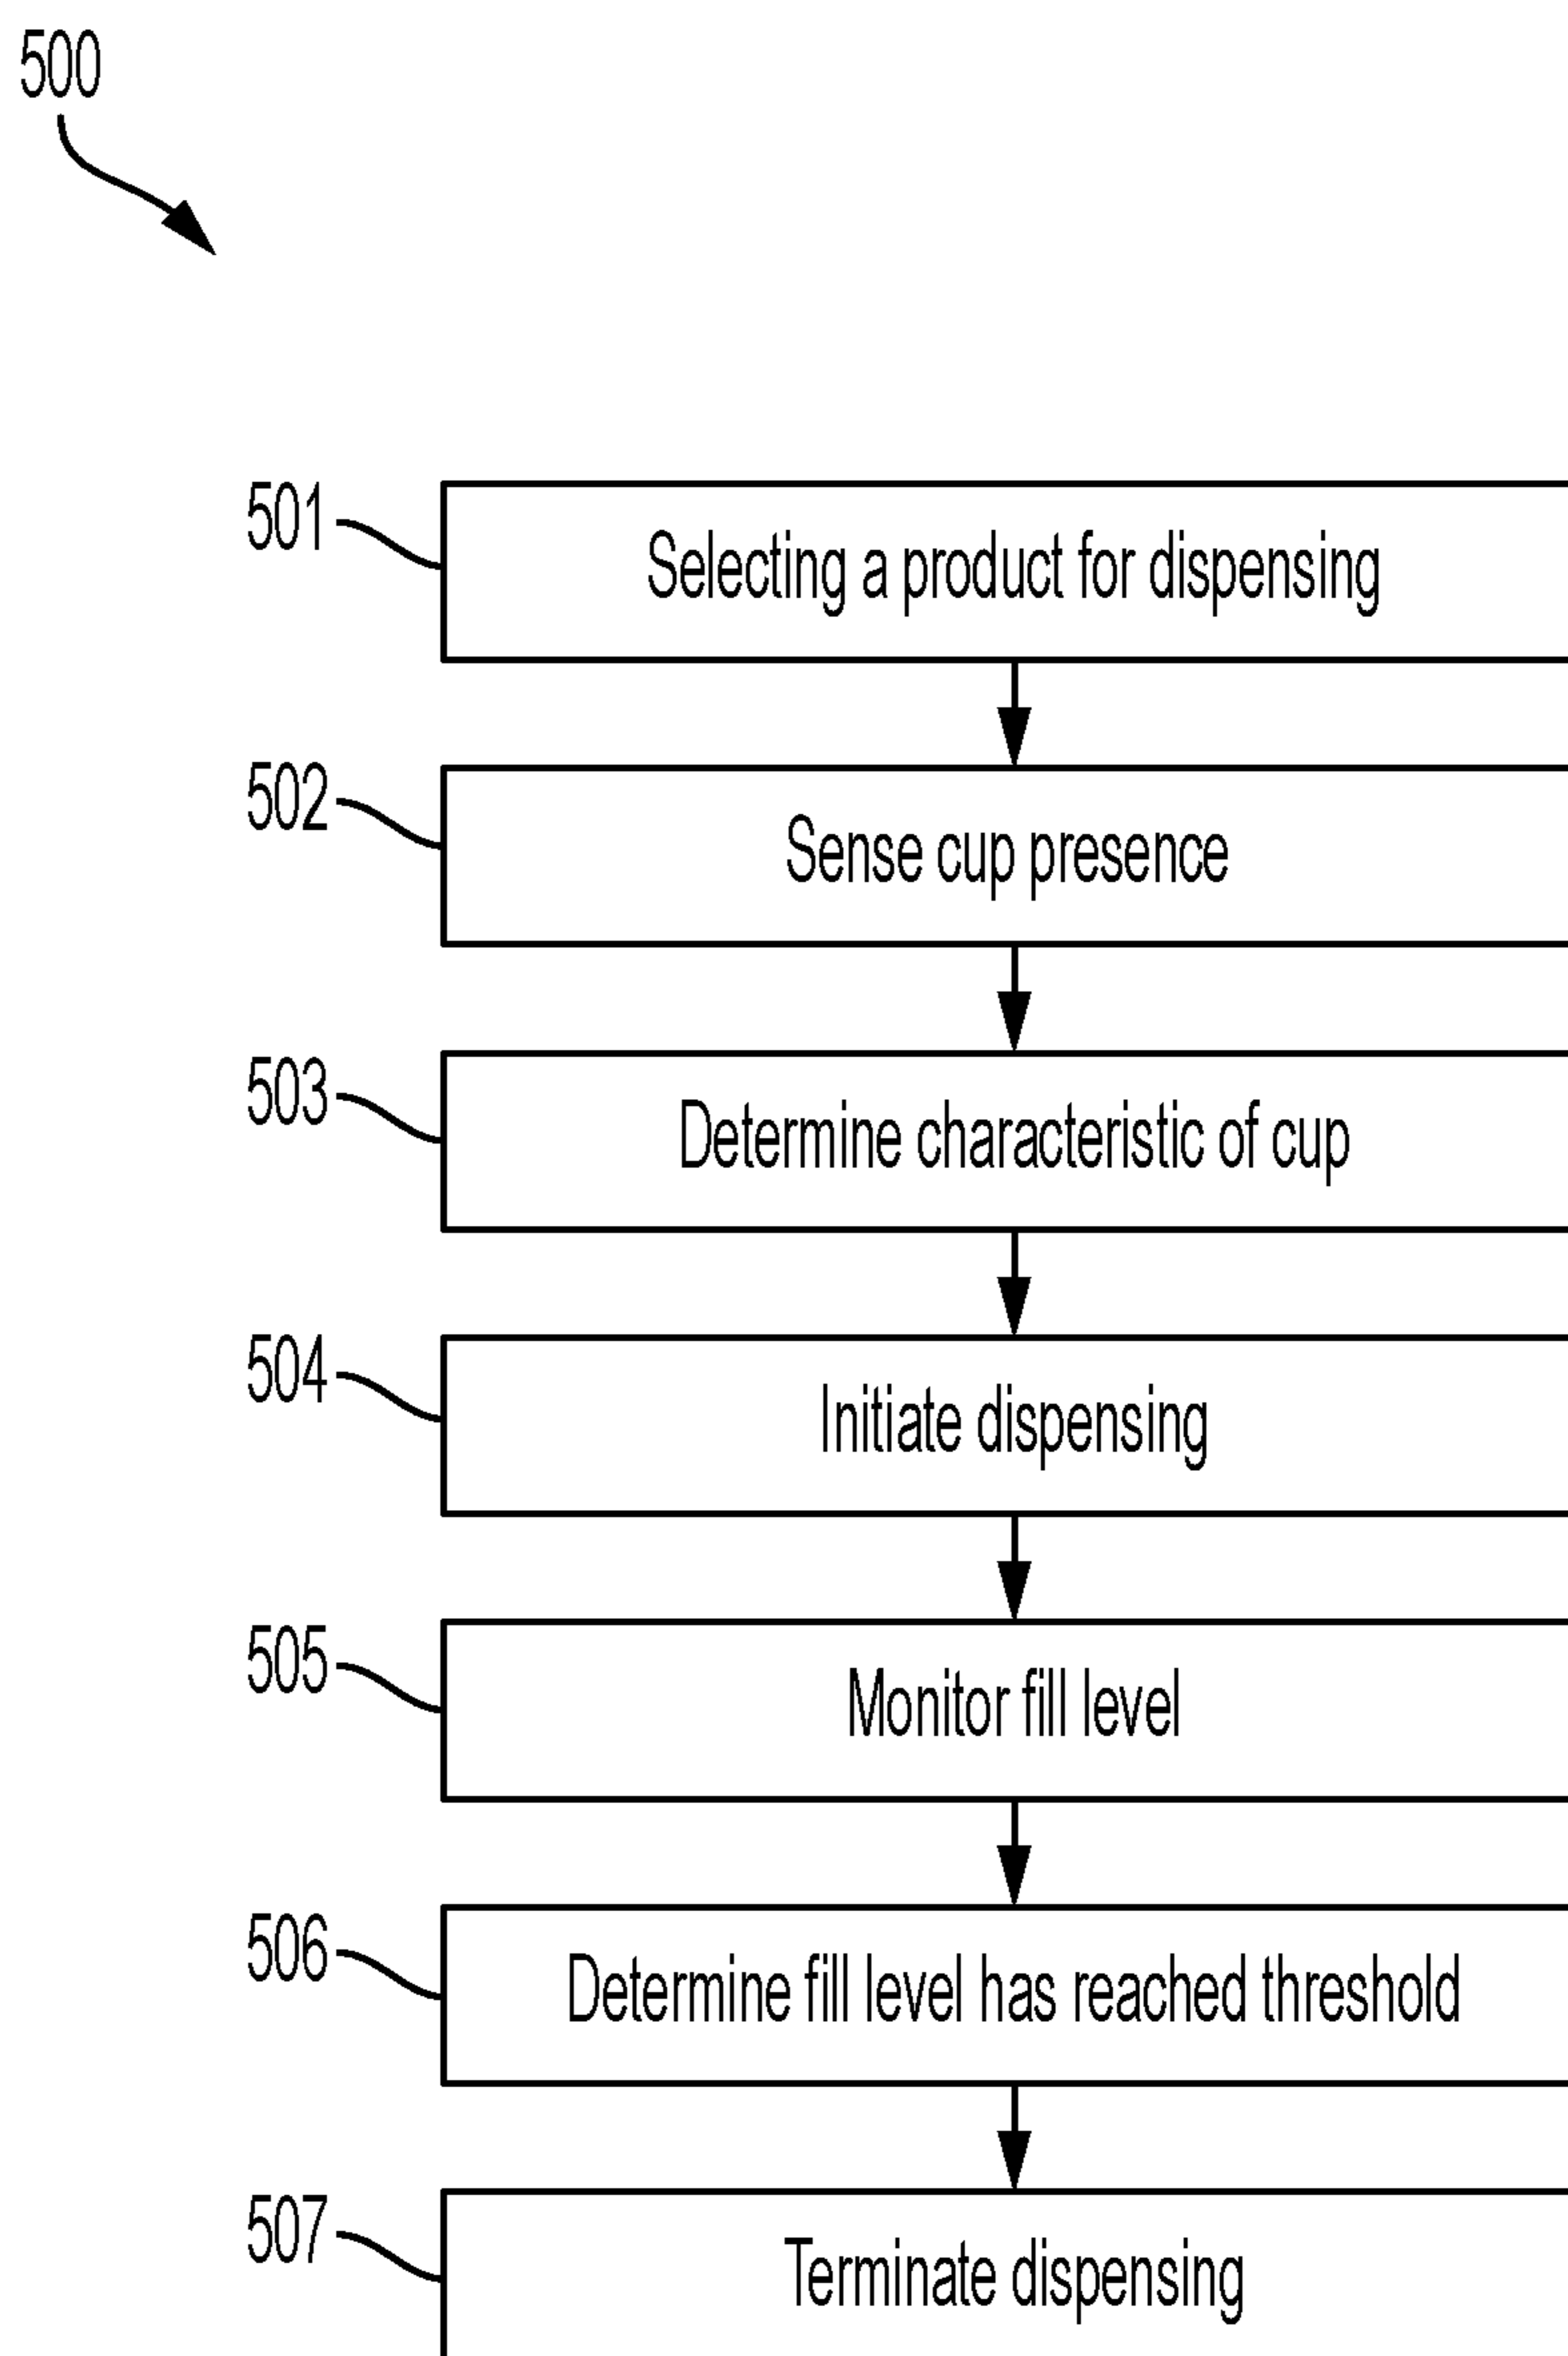 500
501
Selecting a product for dispensing
502
Sense cup presence
503
Determine characteristic of cup
504
Initiate dispensing
505
Monitor fill level
506
Determine fill level has reached threshold
507
Terminate dispensing